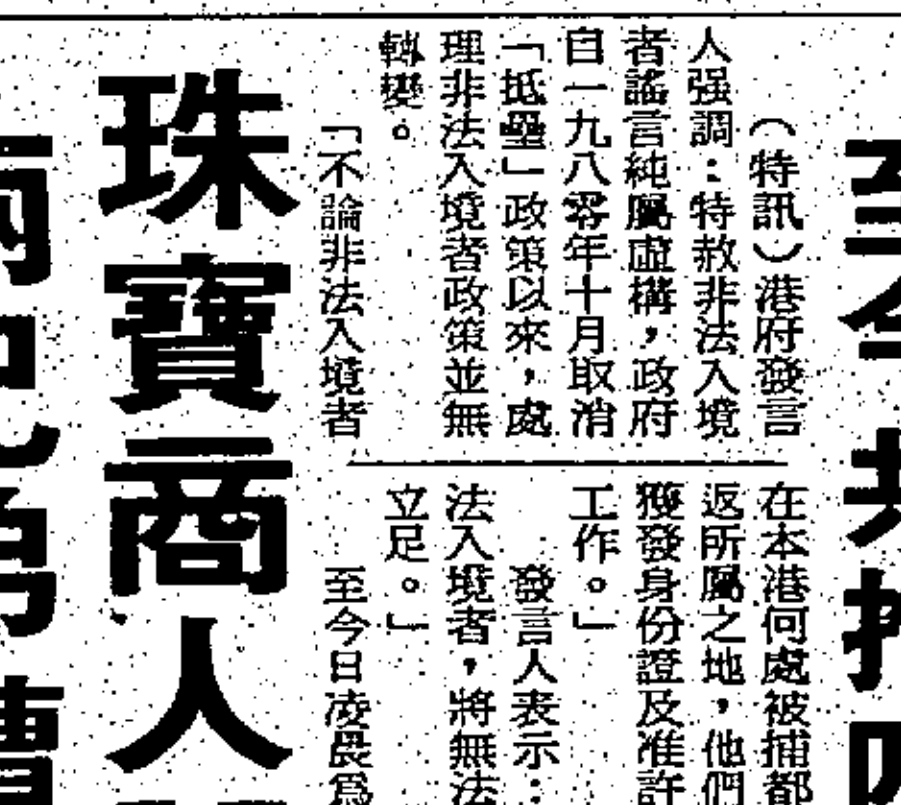 （特訊）港府發言
人强調：特赦非法入境
者謠言純屬虛構，政府
自一九八零年十月取消
「抵壘」政策以來，處
理非法入境者政策並無
轉變。
「不論非法入境者
在本港何處被捕都
返所屬之地，他們
獲發身份證及准許
工作。」
發言人表示：
法入境者，將無法
立足。」
至今日凌晨爲
珠寶商人